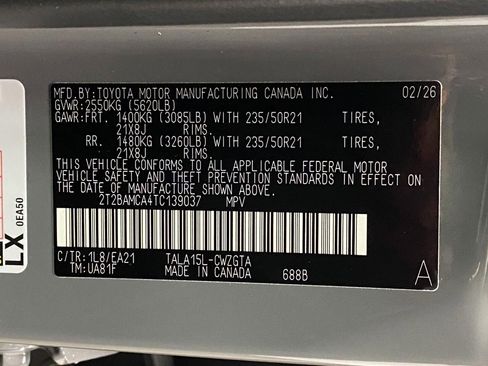 MFD.BY:TOYOTA MOTOR MANUFACTURING CANADA INC. 02/26
GVWR:2550KG (5620LB)
GAWR:FRT. 1400KG (3085LB) WITH 235/50R21 TIRES,
21X8J RIMS.
RR. 1480KG (3260LB) WITH 235/50R21 TIRES,
21X8J RIMS.
THIS VEHICLE CONFORMS TO ALL APPLICABLE FEDERAL MOTOR
VEHICLE SAFETY AND THEFT PREVENTION STANDARDS IN EFFECT ON
THE DATE OF MANUFACTURE SHOWN ABOVE.
2T2BAMCA4TC139037 MPV
C/TR:1L8/EA21 TALA15L-CWZGTA
TM:UA81F MADE IN CANADA 688B
A
LX
0EA50